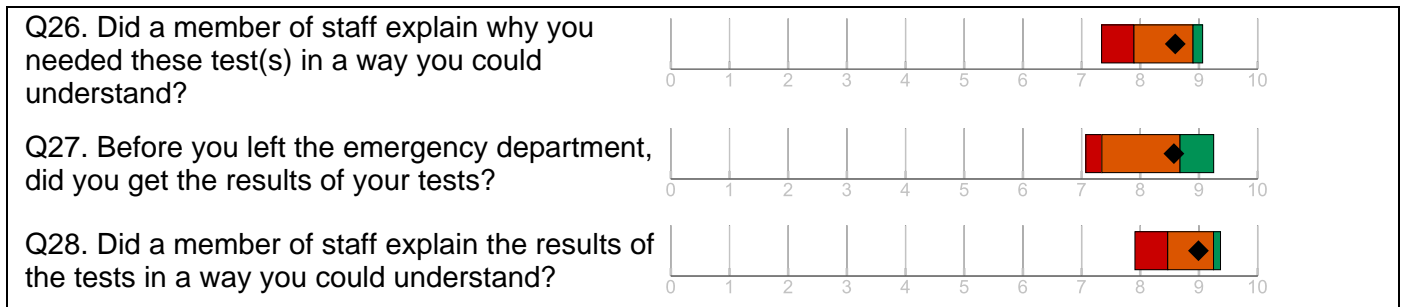 Q26. Did a member of staff explain why you
needed these test(s) in a way you could
understand?
0 1 2 3 4 5 6 7 8 9 10
Q27. Before you left the emergency department,
did you get the results of your tests?
0 1 2 3 4 5 6 7 8 9 10
Q28. Did a member of staff explain the results of
the tests in a way you could understand?
0 1 2 3 4 5 6 7 8 9 10